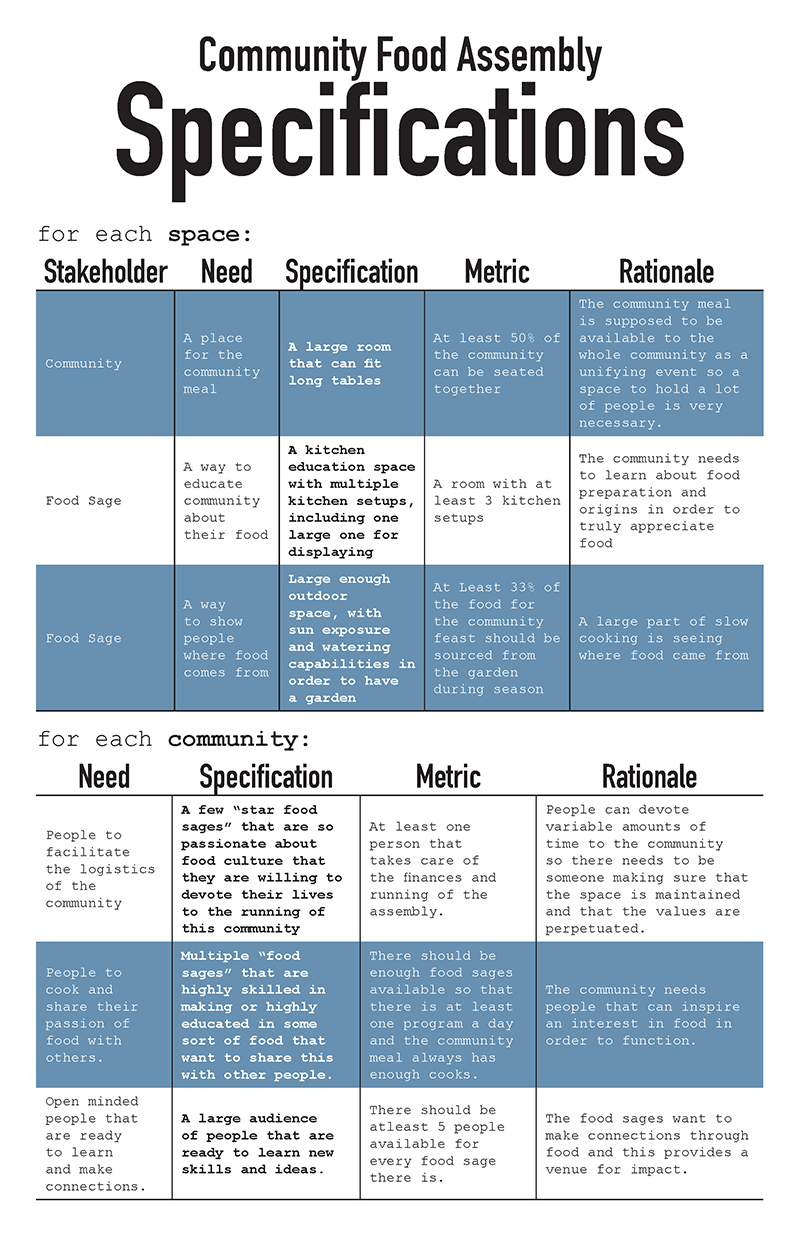 Community Food Assembly
Specifications
for each space:
Stakeholder Need Specification Metric Rationale
Community
A place
for the
community
meal
A large room
that can fit
long tables
At least 50% of
the community
can be seated
together
The community meal
is supposed to be
available to the
whole community as a
unifying event so a
space to hold a lot
of people is very
necessary.
Food Sage
A way to
educate
community
about
their food
A kitchen
education space
with multiple
kitchen setups,
including one
large one for
displaying
A room with at
least 3 kitchen
setups
The community needs
to learn about food
preparation and
origins in order to
truly appreciate
food
Food Sage
A way
to show
people
where food
comes from
Large enough
outdoor
space, with
sun exposure
and watering
capabilities in
order to have
a garden
At Least 33% of
the food for
the community
feast should be
sourced from
the garden
during season
A large part of slow
cooking is seeing
where food came from
for each community:
Need Specification Metric Rationale
People to
facilitate
the logistics
of the
community
A few “star food
sages” that are so
passionate about
food culture that
they are willing to
devote their lives
to the running of
this community
At least one
person that
takes care of
the finances and
running of the
assembly.
People can devote
variable amounts of
time to the community
so there needs to be
someone making sure that
the space is maintained
and that the values are
perpetuated.
People to
cook and
share their
passion of
food with
others.
Multiple “food
sages” that are
highly skilled in
making or highly
educated in some
sort of food that
want to share this
with other people.
There should be
enough food sages
available so that
there is at least
one program a day
and the community
meal always has
enough cooks.
The community needs
people that can inspire
an interest in food in
order to function.
Open minded
people that
are ready
to learn
and make
connections.
A large audience
of people that are
ready to learn new
skills and ideas.
There should be
atleast 5 people
available for
every food sage
there is.
The food sages want to
make connections through
food and this provides a
venue for impact.